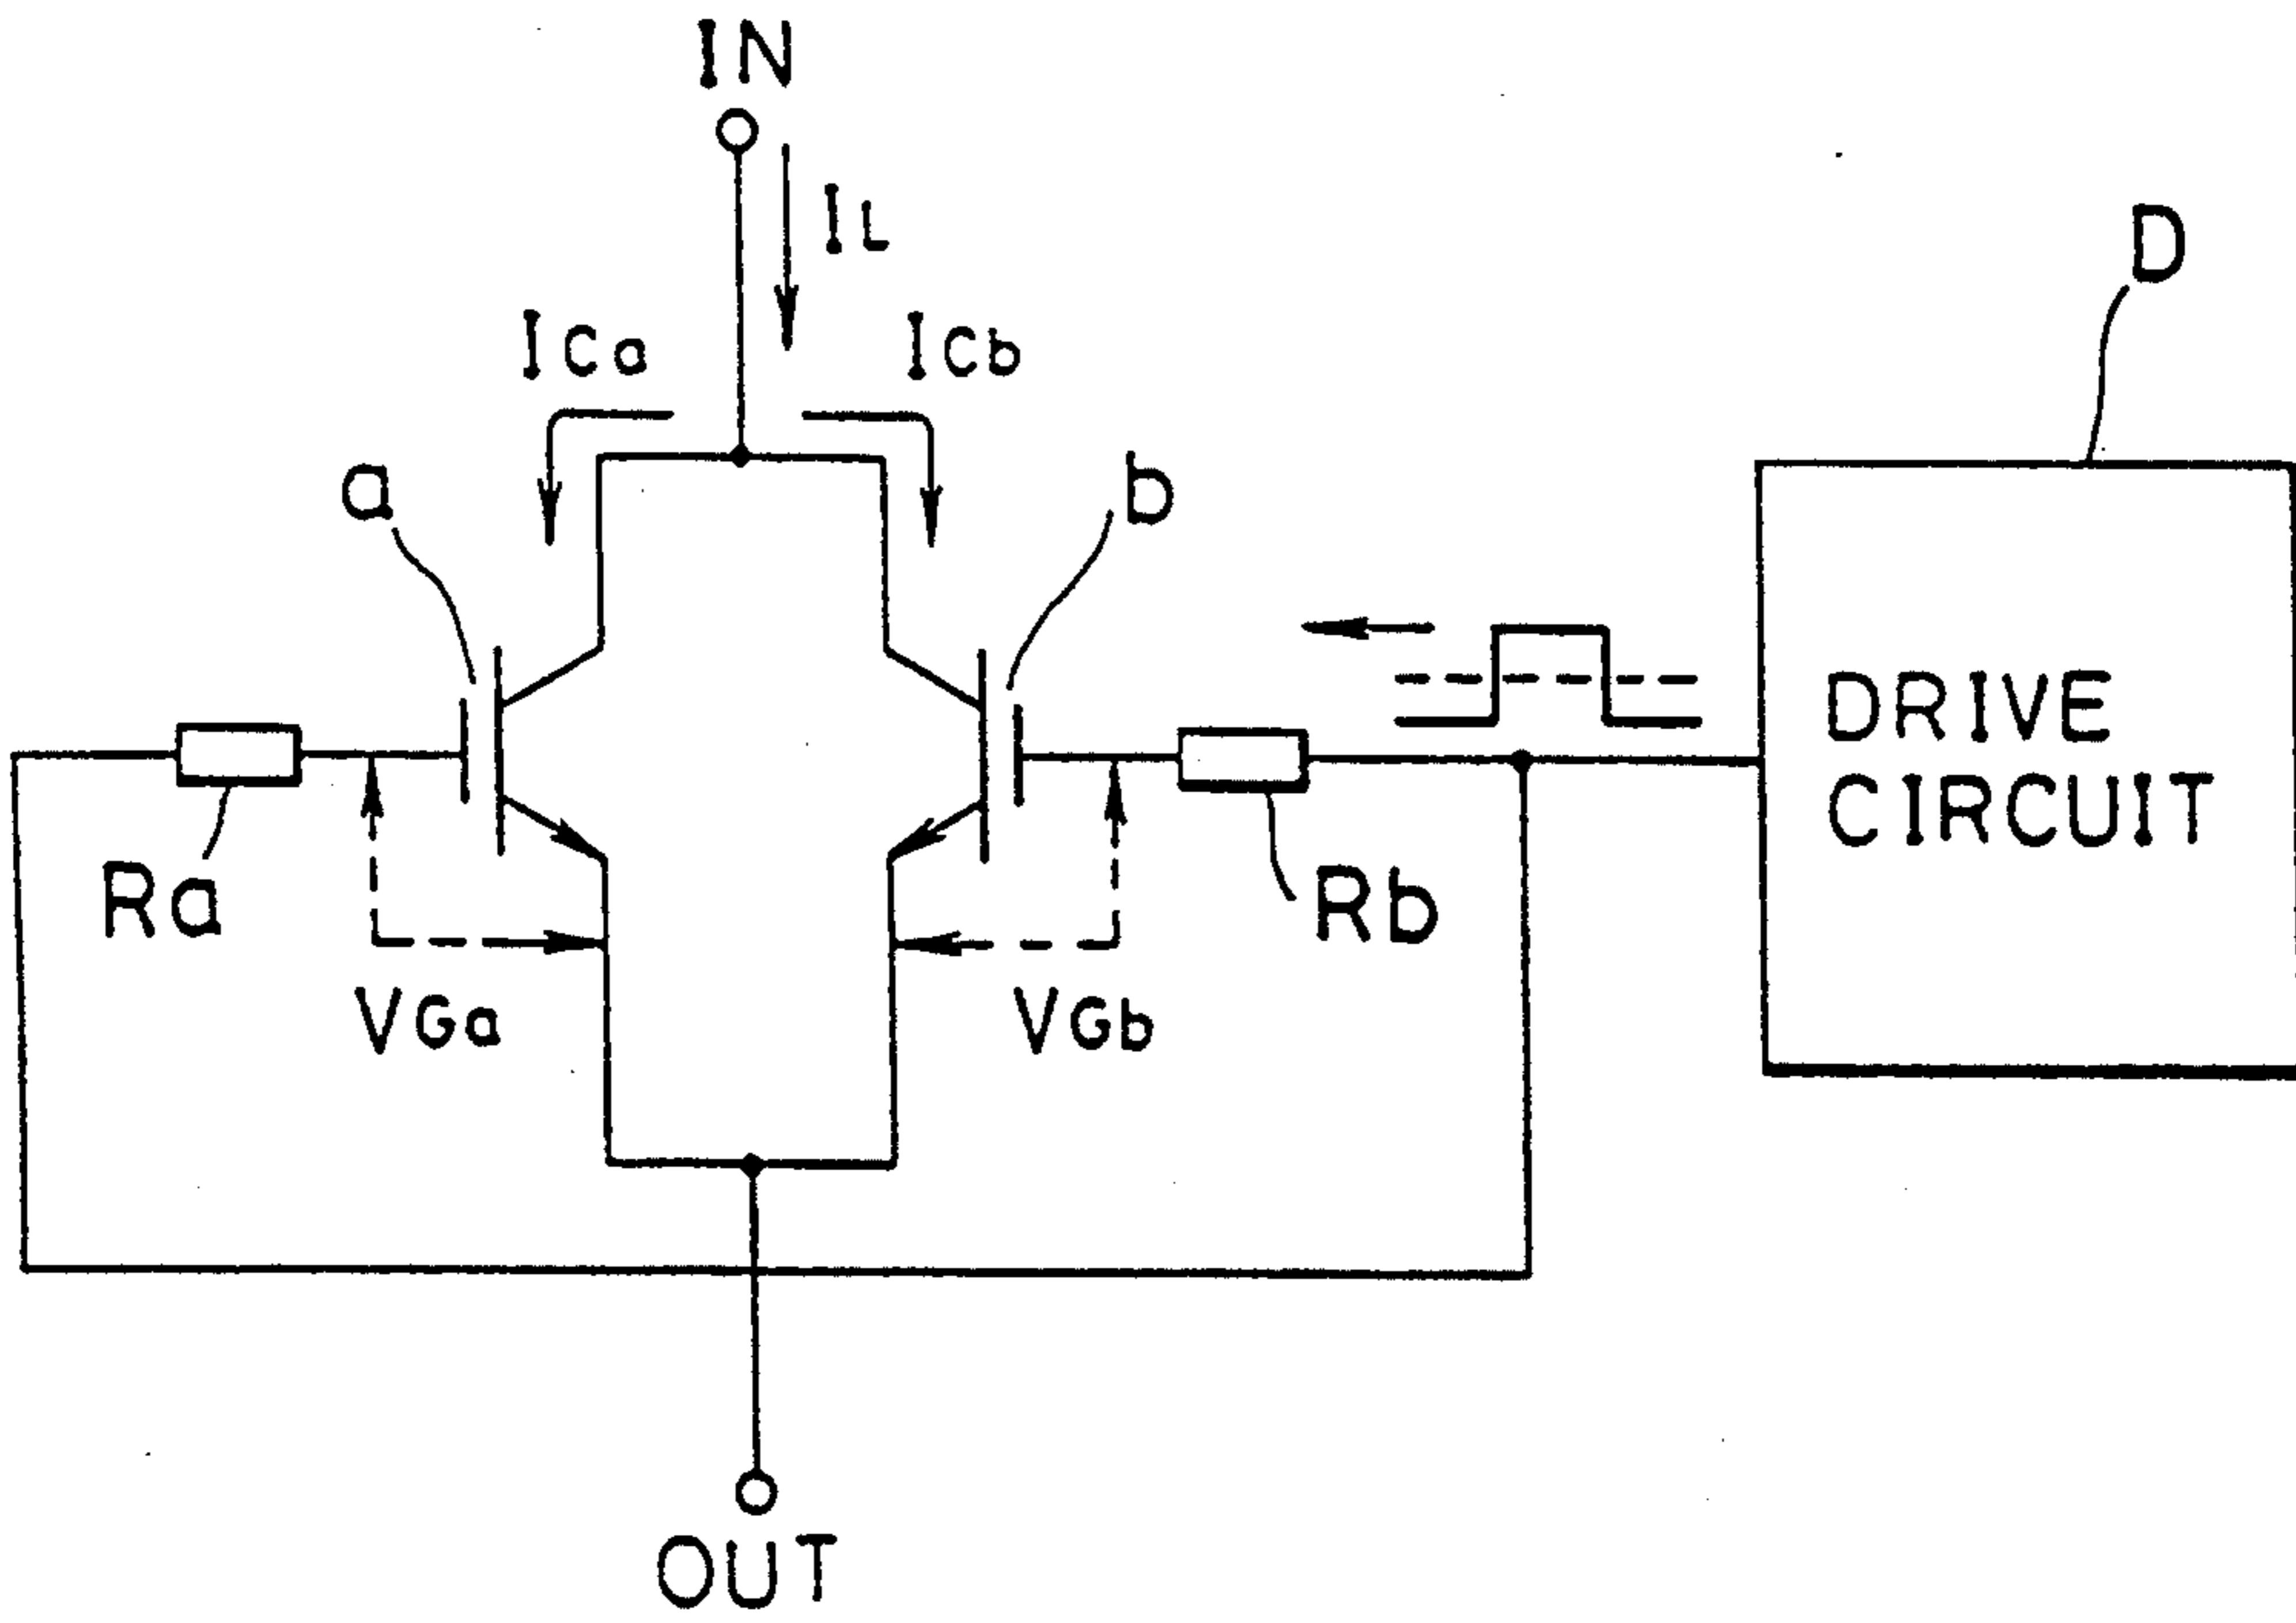 IN
IL
D
ICa
ICb
a
b
DRIVE
CIRCUIT
Ra
Rb
VGa
VGb
OUT